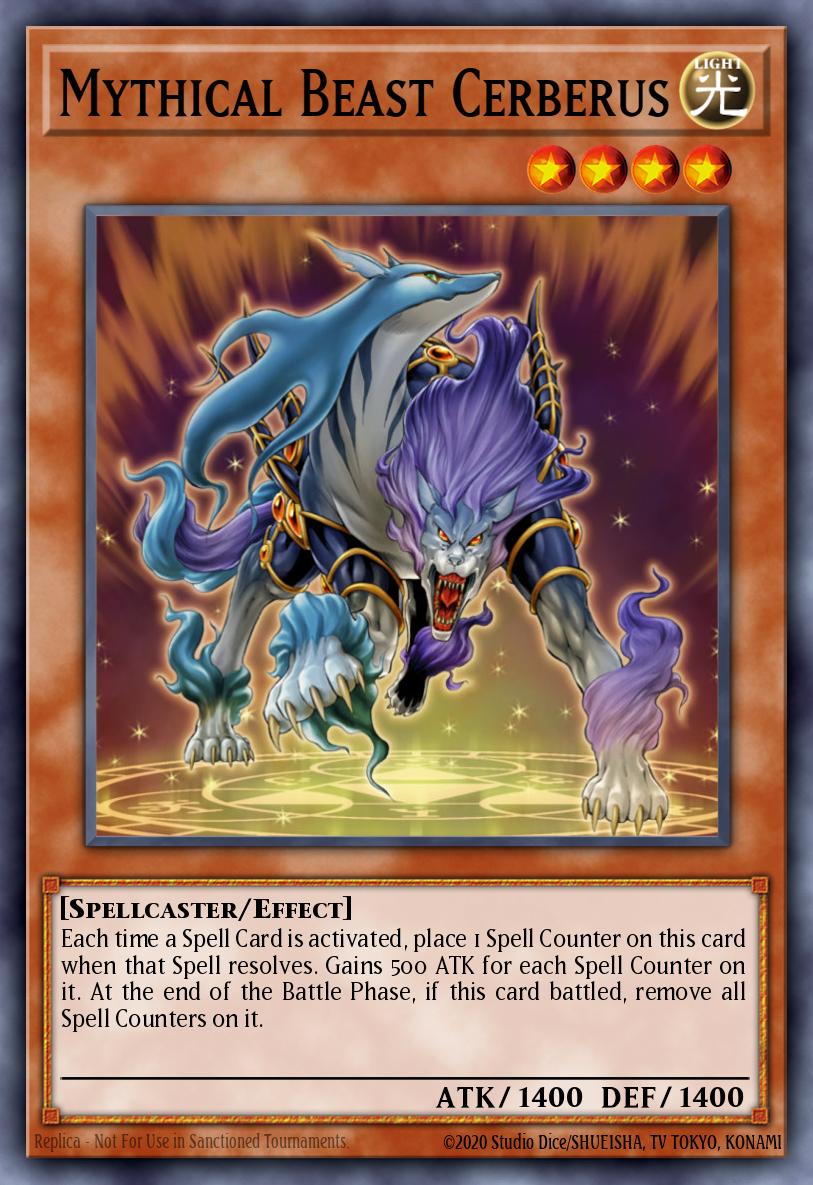 Mythical Beast Cerberus
LIGHT
光
[Spellcaster/Effect]
Each time a Spell Card is activated, place 1 Spell Counter on this card
when that Spell resolves. Gains 500 ATK for each Spell Counter on
it. At the end of the Battle Phase, if this card battled, remove all
Spell Counters on it.
ATK/1400 DEF/1400
Replica - Not For Use in Sanctioned Tournaments.
©2020 Studio Dice/SHUEISHA, TV TOKYO, KONAMI